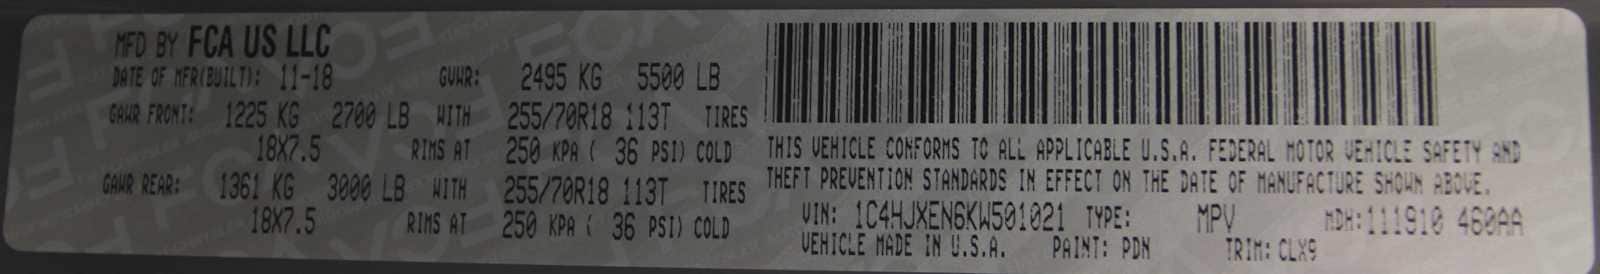 MFD BY FCA US LLC
DATE OF MFR(BUILT): 11-18 GVWR: 2495 KG 5500 LB
GAWR FRONT: 1225 KG 2700 LB WITH 255/70R18 113T TIRES
18X7.5 RIMS AT 250 KPA ( 36 PSI) COLD
GAWR REAR: 1361 KG 3000 LB WITH 255/70R18 113T TIRES
18X7.5 RIMS AT 250 KPA ( 36 PSI) COLD
THIS VEHICLE CONFORMS TO ALL APPLICABLE U.S.A. FEDERAL MOTOR VEHICLE SAFETY AND
THEFT PREVENTION STANDARDS IN EFFECT ON THE DATE OF MANUFACTURE SHOWN ABOVE.
VIN: 1C4HJXEN6KW501021 TYPE: MPV MDH:111910 460AA
VEHICLE MADE IN U.S.A. PAINT: PDN TRIM: CLX9